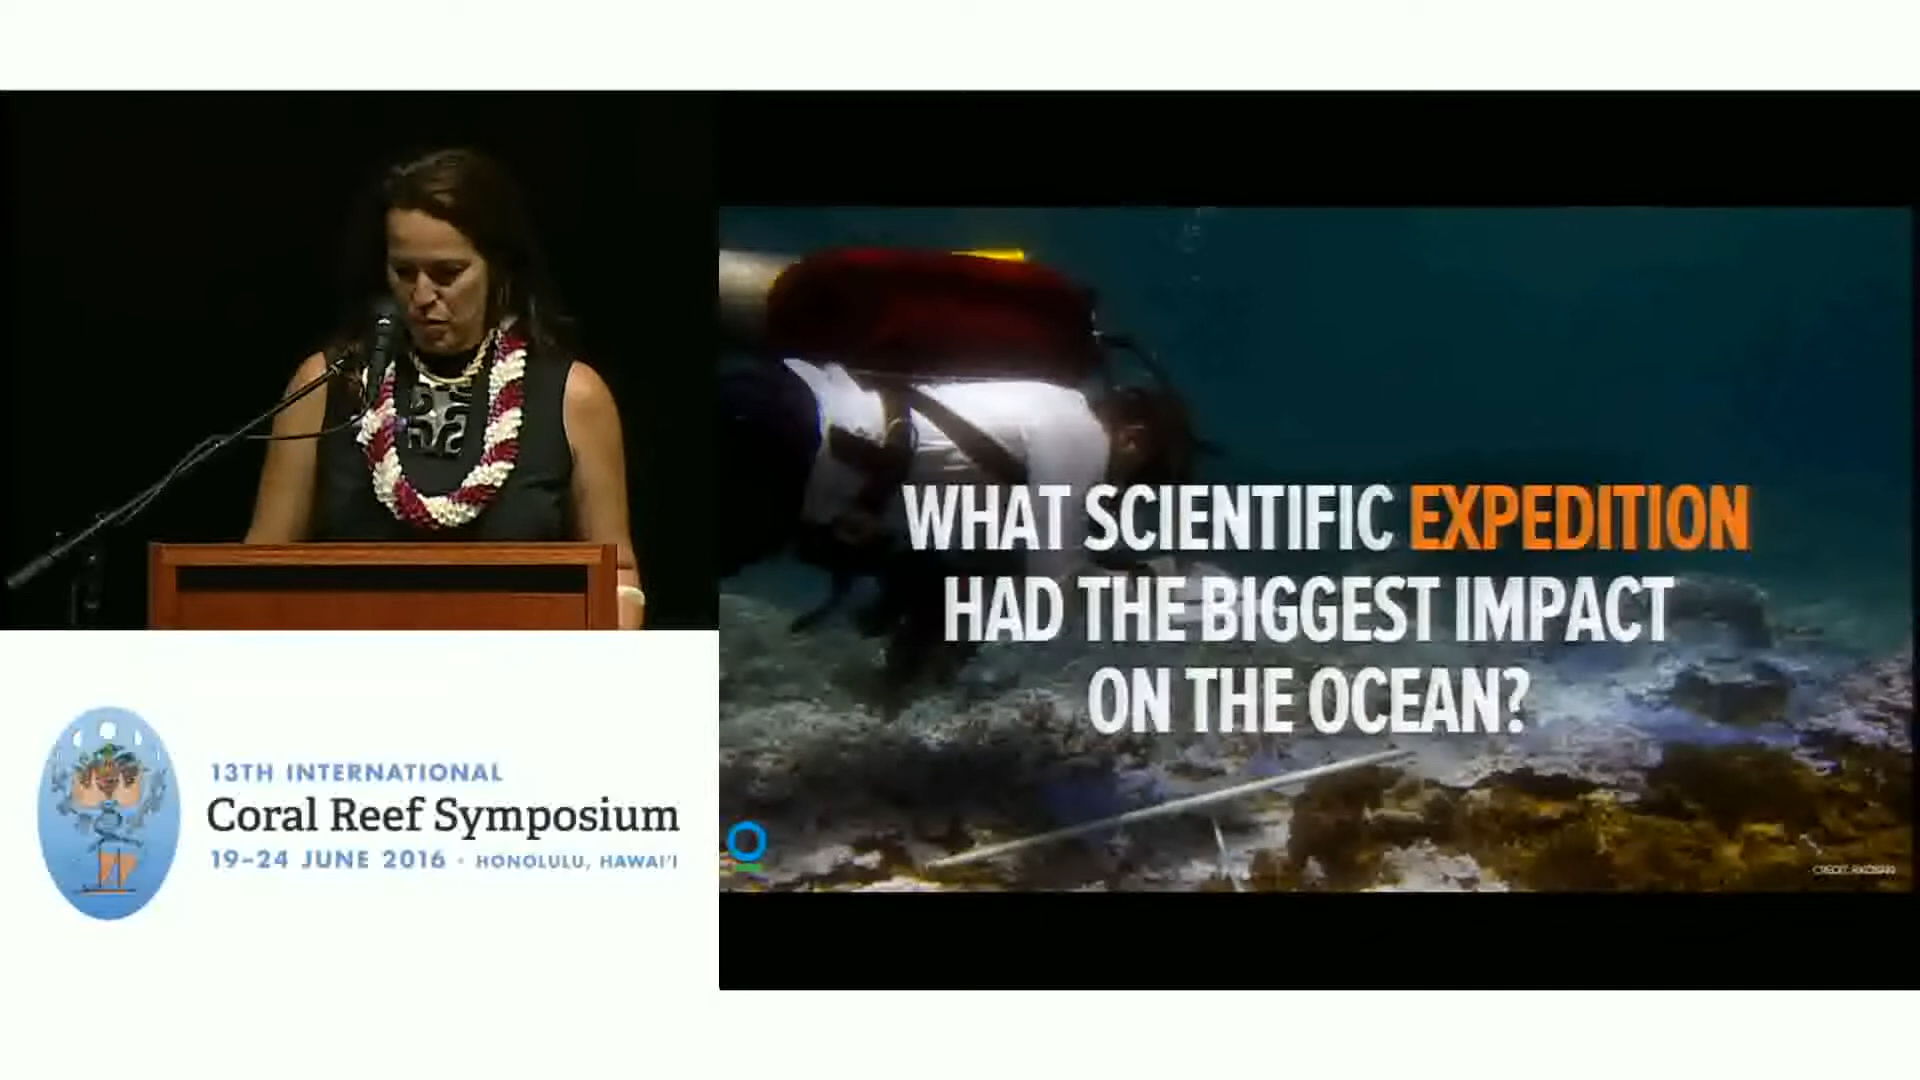 WHAT SCIENTIFIC EXPEDITION
HAD THE BIGGEST IMPACT
ON THE OCEAN?
13TH INTERNATIONAL
Coral Reef Symposium
19–24 JUNE 2016 · HONOLULU, HAWAI'I